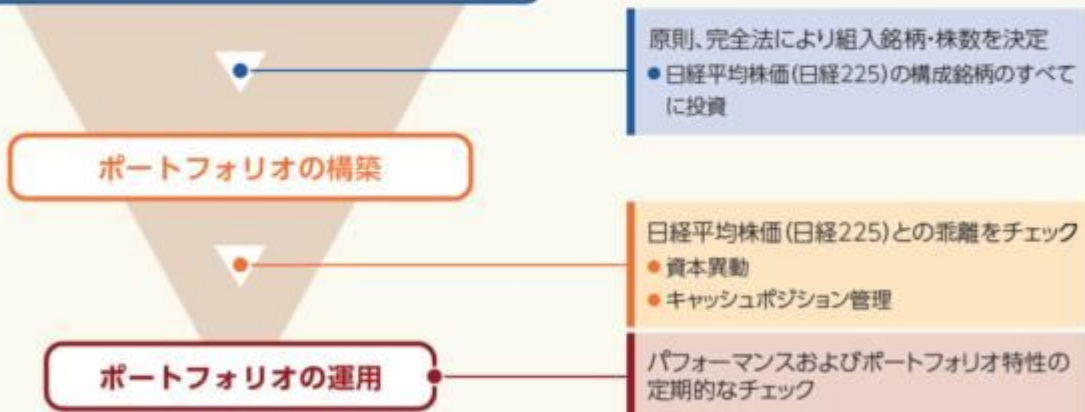 原則、完全法により組入銘柄・株数を決定
●日経平均株価(日経225)の構成銘柄のすべて
に投資
ポートフォリオの構築
日経平均株価(日経225)との乖離をチェック
●資本異動
●キャッシュポジション管理
ポートフォリオの運用
パフォーマンスおよびポートフォリオ特性の
定期的なチェック